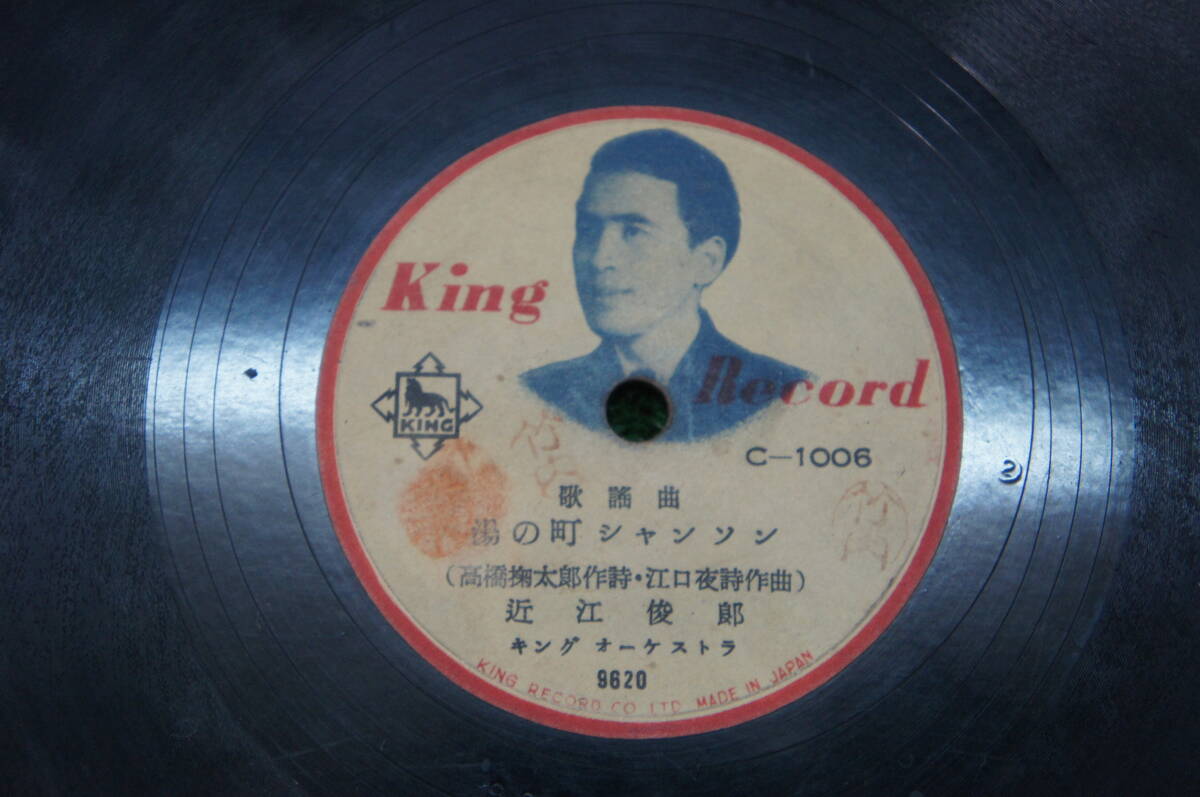 King
Record
KING
C-1006
歌謡曲
湯の町シャンソン
(高橋掬太郎作詩・江口夜詩作曲)
近江俊郎
キングオーケストラ
9620
KING RECORD CO LTD MADE IN JAPAN
2